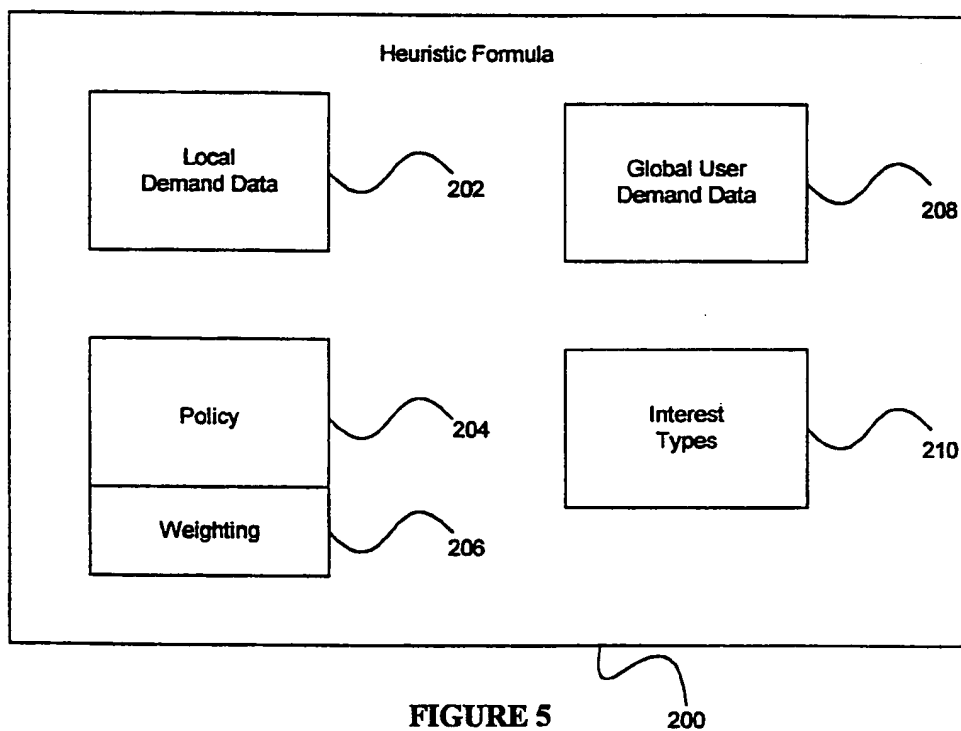 Heuristic Formula
Local
Demand Data
202
Global User
Demand Data
208
Policy
204
Weighting
206
Interest
Types
210
FIGURE 5
200